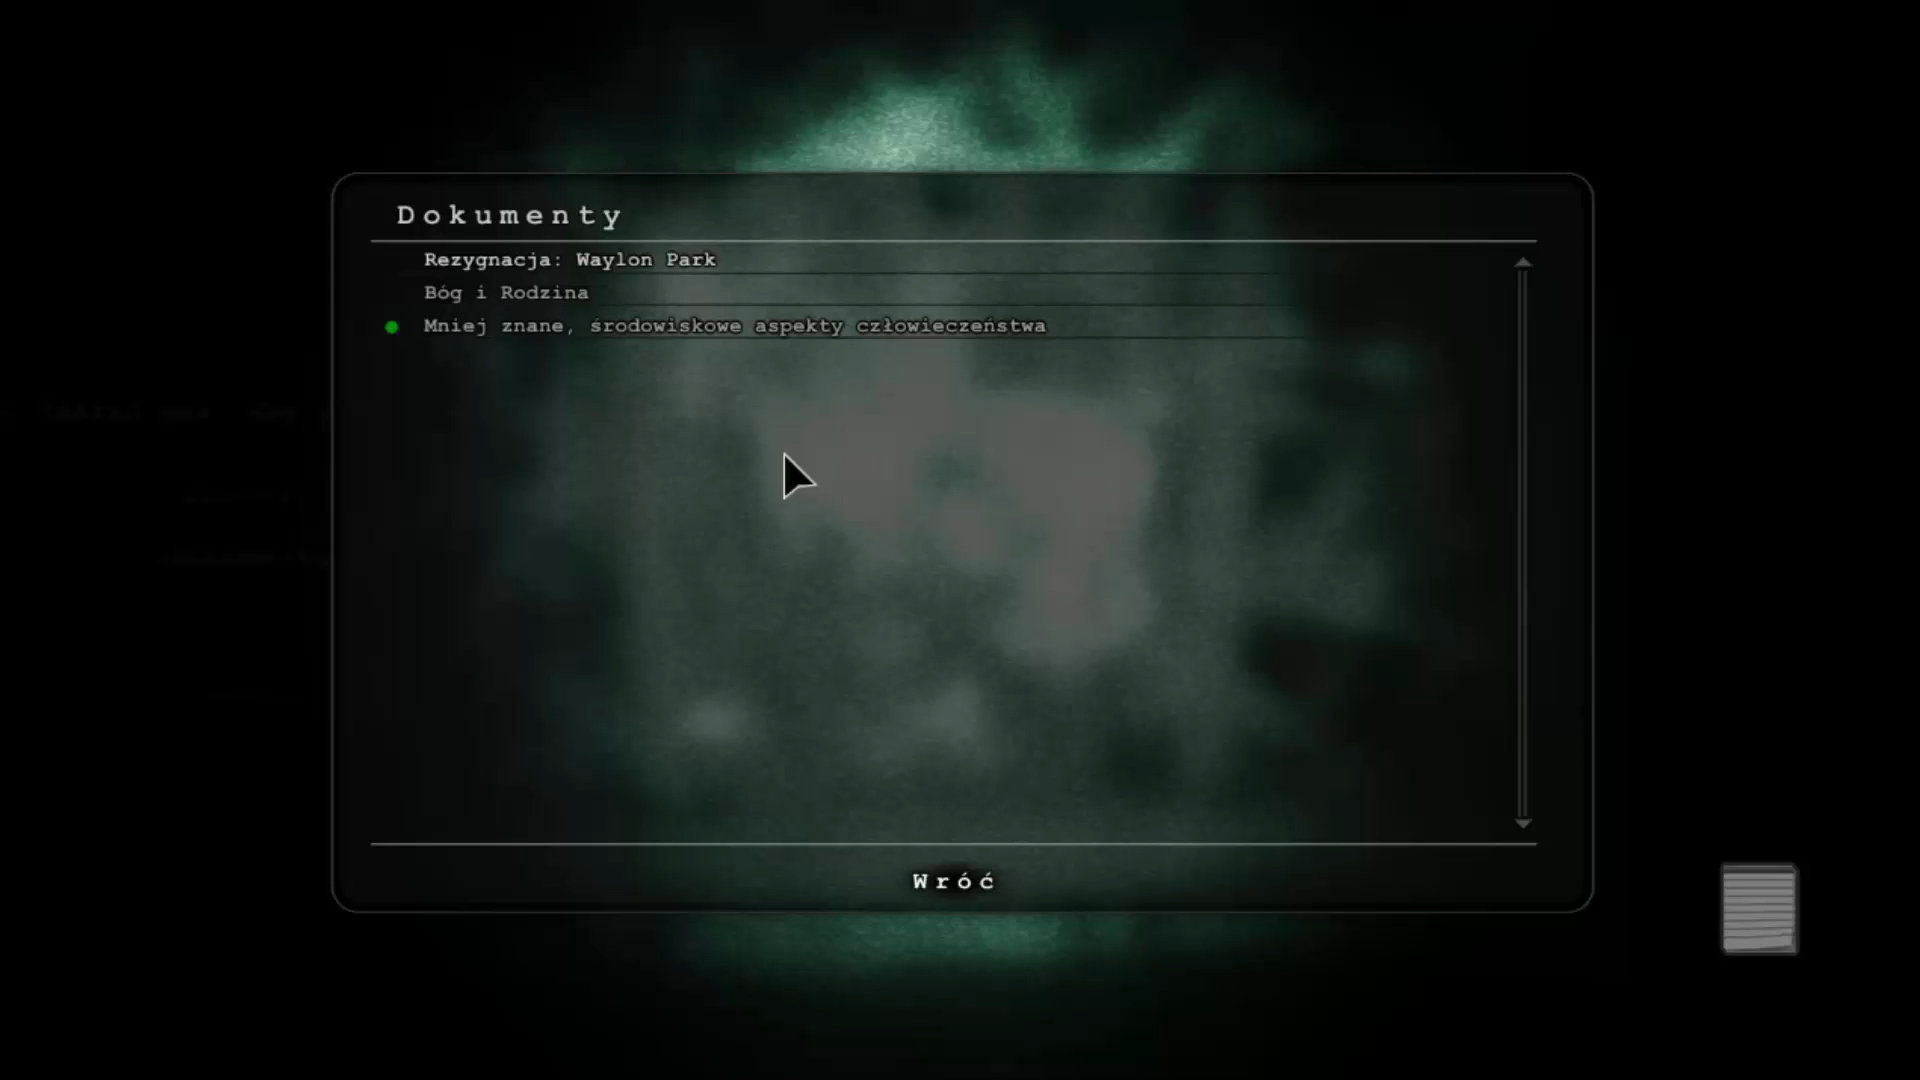 Dokumenty
Rezygnacja: Waylon Park
Bóg i Rodzina
Mniej znane, środowiskowe aspekty człowieczeństwa
Wróć